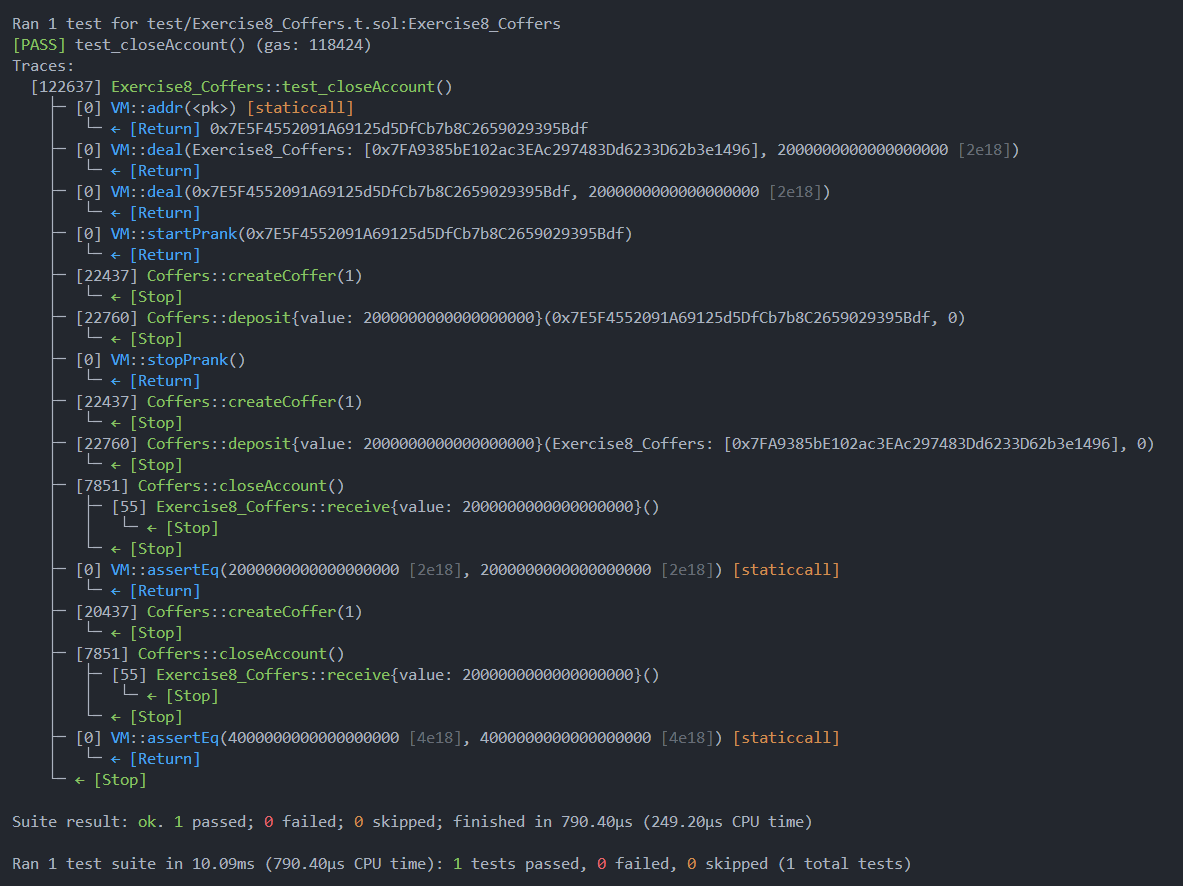 Ran 1 test for test/Exercise8_Coffers.t.sol:Exercise8_Coffers
[PASS] test_closeAccount() (gas: 118424)
Traces:
  [122637] Exercise8_Coffers::test_closeAccount()
    ├─ [0] VM::addr(<pk>) [staticcall]
    │   └─ ← [Return] 0x7E5F4552091A69125d5DfCb7b8C2659029395Bdf
    ├─ [0] VM::deal(Exercise8_Coffers: [0x7FA9385bE102ac3EAc297483Dd6233D62b3e1496], 2000000000000000000 [2e18])
    │   └─ ← [Return]
    ├─ [0] VM::deal(0x7E5F4552091A69125d5DfCb7b8C2659029395Bdf, 2000000000000000000 [2e18])
    │   └─ ← [Return]
    ├─ [0] VM::startPrank(0x7E5F4552091A69125d5DfCb7b8C2659029395Bdf)
    │   └─ ← [Return]
    ├─ [22437] Coffers::createCoffer(1)
    │   └─ ← [Stop]
    ├─ [22760] Coffers::deposit{value: 2000000000000000000}(0x7E5F4552091A69125d5DfCb7b8C2659029395Bdf, 0)
    │   └─ ← [Stop]
    ├─ [0] VM::stopPrank()
    │   └─ ← [Return]
    ├─ [22437] Coffers::createCoffer(1)
    │   └─ ← [Stop]
    ├─ [22760] Coffers::deposit{value: 2000000000000000000}(Exercise8_Coffers: [0x7FA9385bE102ac3EAc297483Dd6233D62b3e1496], 0)
    │   └─ ← [Stop]
    ├─ [7851] Coffers::closeAccount()
    │   ├─ [55] Exercise8_Coffers::receive{value: 2000000000000000000}()
    │   │   └─ ← [Stop]
    │   └─ ← [Stop]
    ├─ [0] VM::assertEq(2000000000000000000 [2e18], 2000000000000000000 [2e18]) [staticcall]
    │   └─ ← [Return]
    ├─ [20437] Coffers::createCoffer(1)
    │   └─ ← [Stop]
    ├─ [7851] Coffers::closeAccount()
    │   ├─ [55] Exercise8_Coffers::receive{value: 2000000000000000000}()
    │   │   └─ ← [Stop]
    │   └─ ← [Stop]
    ├─ [0] VM::assertEq(4000000000000000000 [4e18], 4000000000000000000 [4e18]) [staticcall]
    │   └─ ← [Return]
    └─ ← [Stop]

Suite result: ok. 1 passed; 0 failed; 0 skipped; finished in 790.40µs (249.20µs CPU time)

Ran 1 test suite in 10.09ms (790.40µs CPU time): 1 tests passed, 0 failed, 0 skipped (1 total tests)